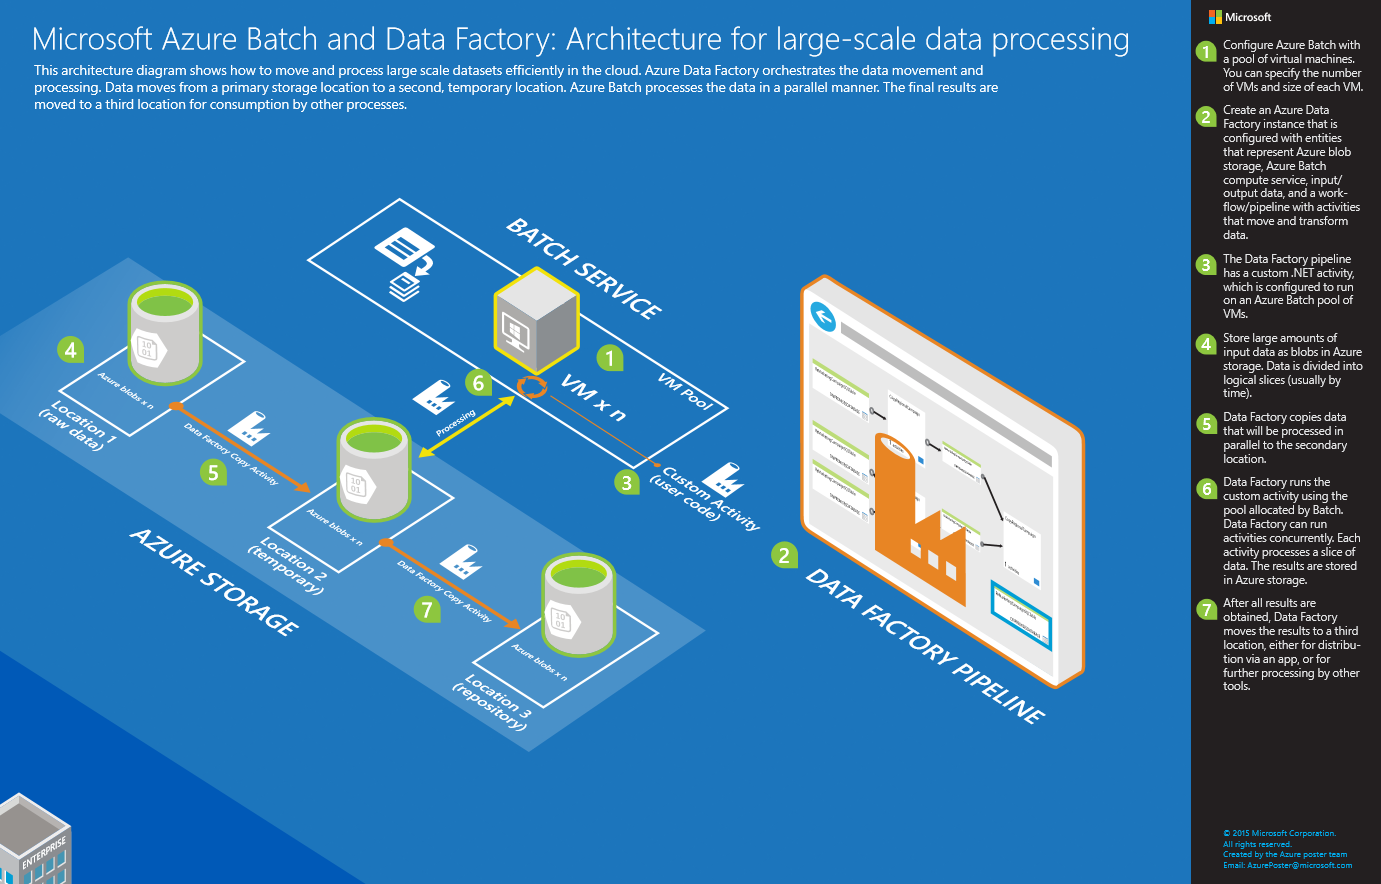 Microsoft Azure Batch and Data Factory: Architecture for large-scale data processing
This architecture diagram shows how to move and process large scale datasets efficiently in the cloud. Azure Data Factory orchestrates the data movement and
processing. Data moves from a primary storage location to a second, temporary location. Azure Batch processes the data in a parallel manner. The final results are
moved to a third location for consumption by other processes.
BATCH SERVICE
1
VM x n
VM Pool
6
Processing
3
Custom Activity
(user code)
4
10
01
Azure blobs x n
Location 1
(raw data)
Data Factory Copy Activity
5
10
01
Azure blobs x n
Location 2
(temporary)
Data Factory Copy Activity
7
10
01
Azure blobs x n
Location 3
(repository)
AZURE STORAGE
2
DATA FACTORY PIPELINE
ENTERPRISE
Microsoft
1
Configure Azure Batch with
a pool of virtual machines.
You can specify the number
of VMs and size of each VM.
2
Create an Azure Data
Factory instance that is
configured with entities
that represent Azure blob
storage, Azure Batch
compute service, input/
output data, and a work-
flow/pipeline with activities
that move and transform
data.
3
The Data Factory pipeline
has a custom .NET activity,
which is configured to run
on an Azure Batch pool of
VMs.
4
Store large amounts of
input data as blobs in Azure
storage. Data is divided into
logical slices (usually by
time).
5
Data Factory copies data
that will be processed in
parallel to the secondary
location.
6
Data Factory runs the
custom activity using the
pool allocated by Batch.
Data Factory can run
activities concurrently. Each
activity processes a slice of
data. The results are stored
in Azure storage.
7
After all results are
obtained, Data Factory
moves the results to a third
location, either for distribu-
tion via an app, or for
further processing by other
tools.
© 2015 Microsoft Corporation.
All rights reserved.
Created by the Azure poster team
Email: AzurePoster@microsoft.com